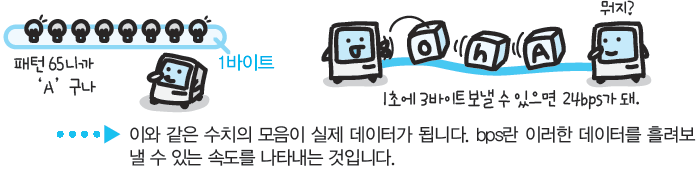 뭐지?
패턴 65니까
'A' 구나
1바이트
O h A
1초에 3바이트 보낼 수 있으면 24bps가 돼.
이와 같은 수치의 모음이 실제 데이터가 됩니다. bps란 이러한 데이터를 흘려보
낼 수 있는 속도를 나타내는 것입니다.